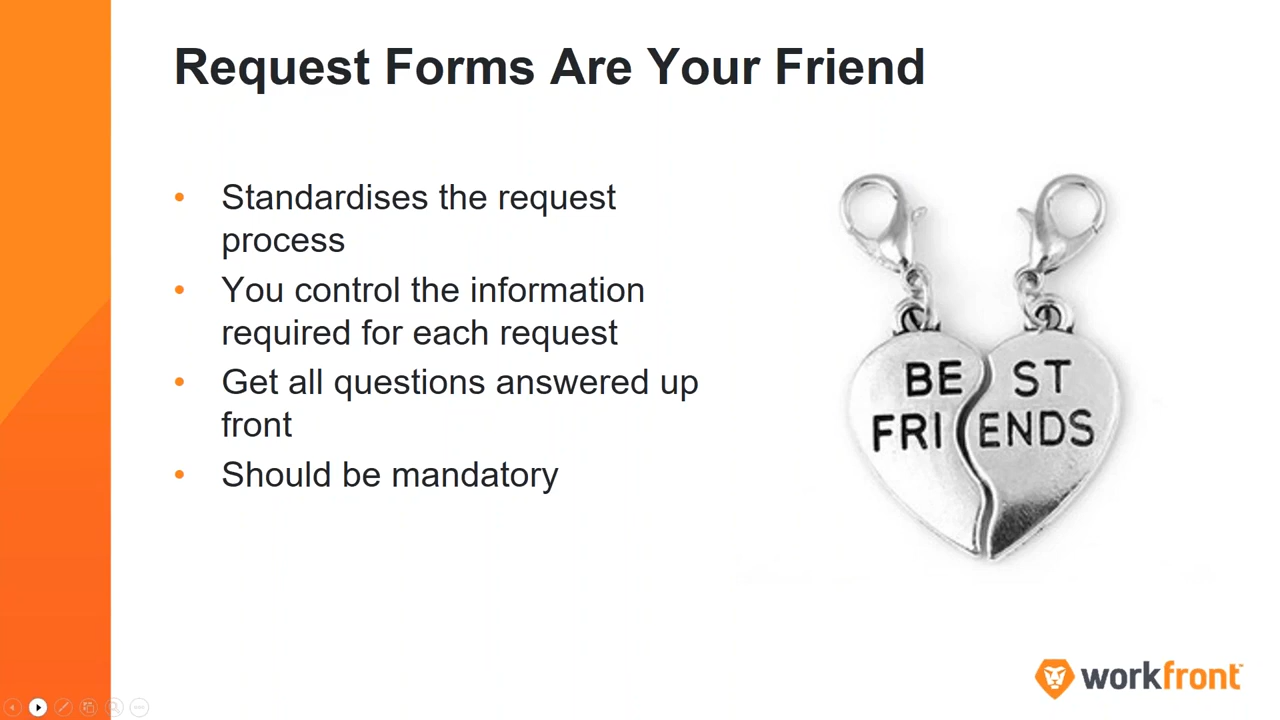 Request Forms Are Your Friend
• Standardises the request
process
• You control the information
required for each request
• Get all questions answered up
front
• Should be mandatory
BE ST
FRI ENDS
workfront™